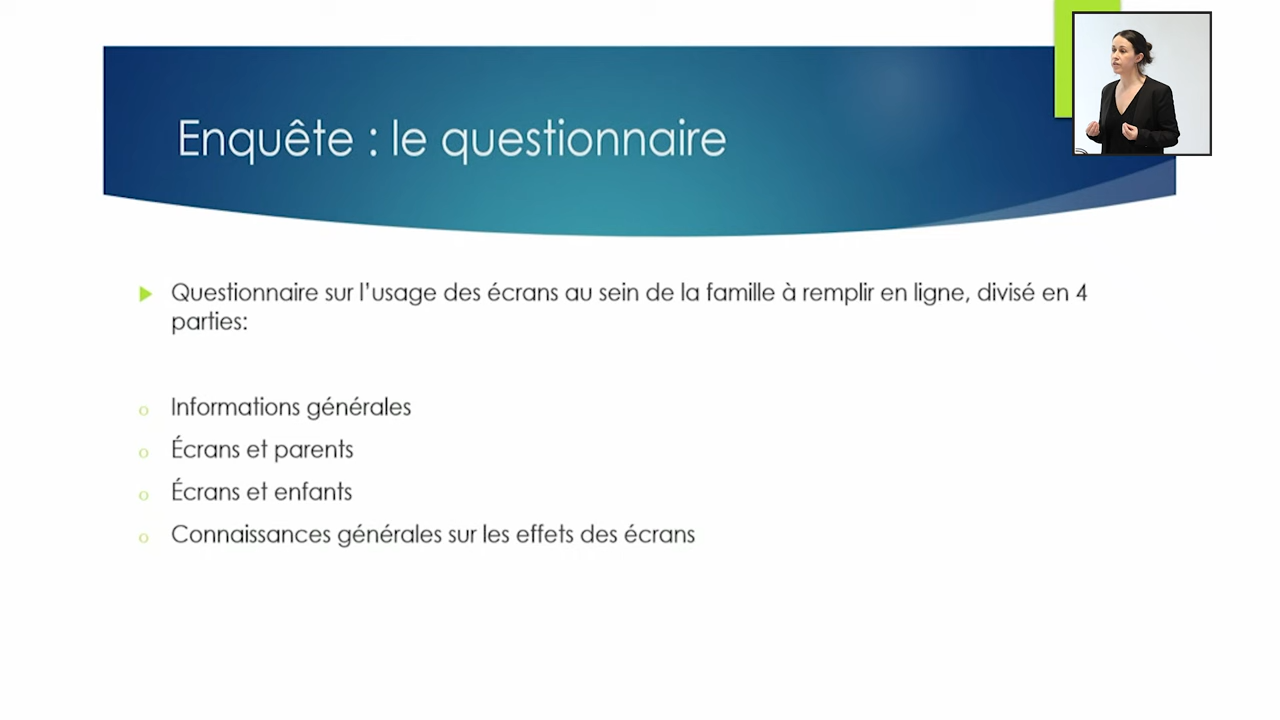 Enquête : le questionnaire
Questionnaire sur l'usage des écrans au sein de la famille à remplir en ligne, divisé en 4
parties:
o Informations générales
o Écrans et parents
o Écrans et enfants
o Connaissances générales sur les effets des écrans